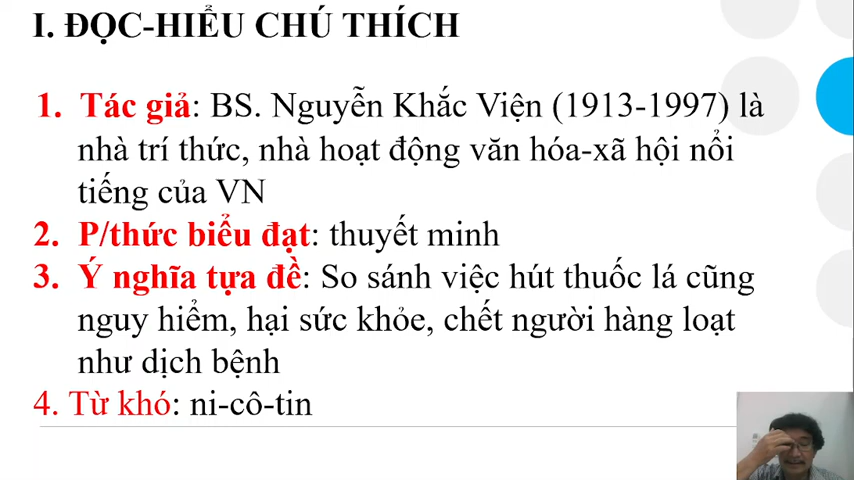 I. ĐỌC-HIỂU CHÚ THÍCH
1. Tác giả: BS. Nguyễn Khắc Viện (1913-1997) là
nhà trí thức, nhà hoạt động văn hóa-xã hội nổi
tiếng của VN
2. P/thức biểu đạt: thuyết minh
3. Ý nghĩa tựa đề: So sánh việc hút thuốc lá cũng
nguy hiểm, hại sức khỏe, chết người hàng loạt
như dịch bệnh
4. Từ khó: ni-cô-tin